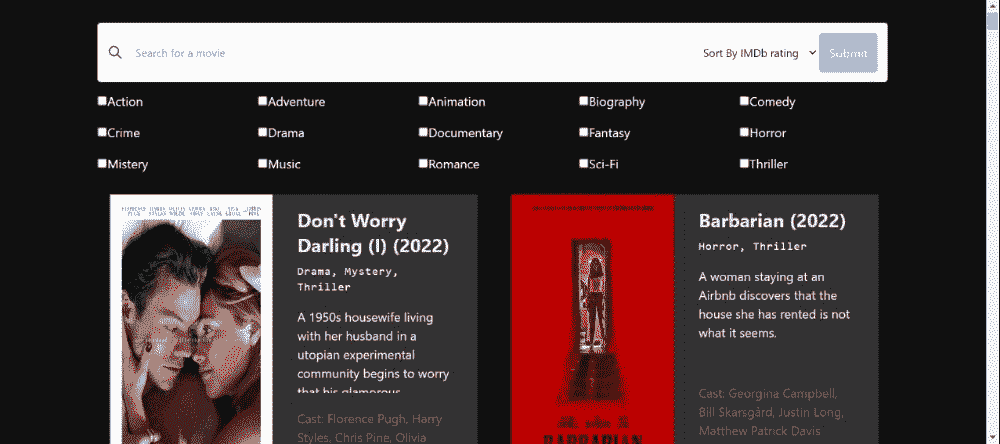 Search for a movie
Sort By IMDb rating
Submit
Action
Adventure
Animation
Biography
Comedy
Crime
Drama
Documentary
Fantasy
Horror
Mistery
Music
Romance
Sci-Fi
Thriller
Don't Worry
Darling (I) (2022)
Drama, Mystery,
Thriller
A 1950s housewife living
with her husband in a
utopian experimental
community begins to worry
that his glamorous
Cast: Florence Pugh, Harry
Styles, Chris Pine, Olivia
Barbarian (2022)
Horror, Thriller
A woman staying at an
Airbnb discovers that the
house she has rented is not
what it seems.
Cast: Georgina Campbell,
Bill Skarsgård, Justin Long,
Matthew Patrick Davis
BARBARIAN